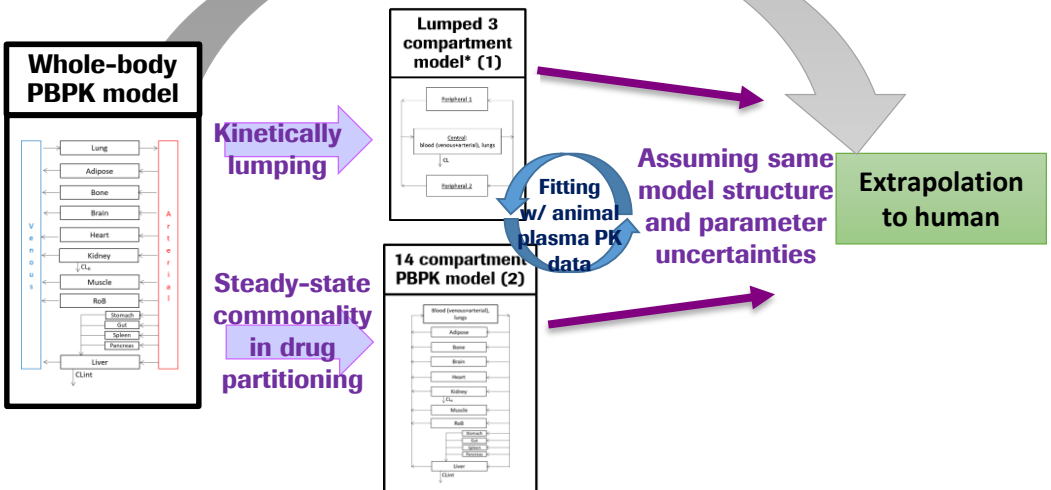 Whole-body
PBPK model
Lung
Adipose
Bone
Brain
Heart
Kidney
CLR
Muscle
RoB
Stomach
Gut
Spleen
Pancreas
Liver
CLint
Venous
Arterial
Kinetically
lumping
Steady-state
commonality
in drug
partitioning
Lumped 3
compartment
model* (1)
Peripheral 1
Central:
blood (venous+arterial), lungs
CL
Peripheral 2
Fitting
w/ animal
plasma PK
data
14 compartment
PBPK model (2)
Blood (venous+arterial),
lungs
Adipose
Bone
Brain
Heart
Kidney
Muscle
RoB
Stomach
Gut
Spleen
Pancreas
Liver
CLint
Assuming same
model structure
and parameter
uncertainties
Extrapolation
to human